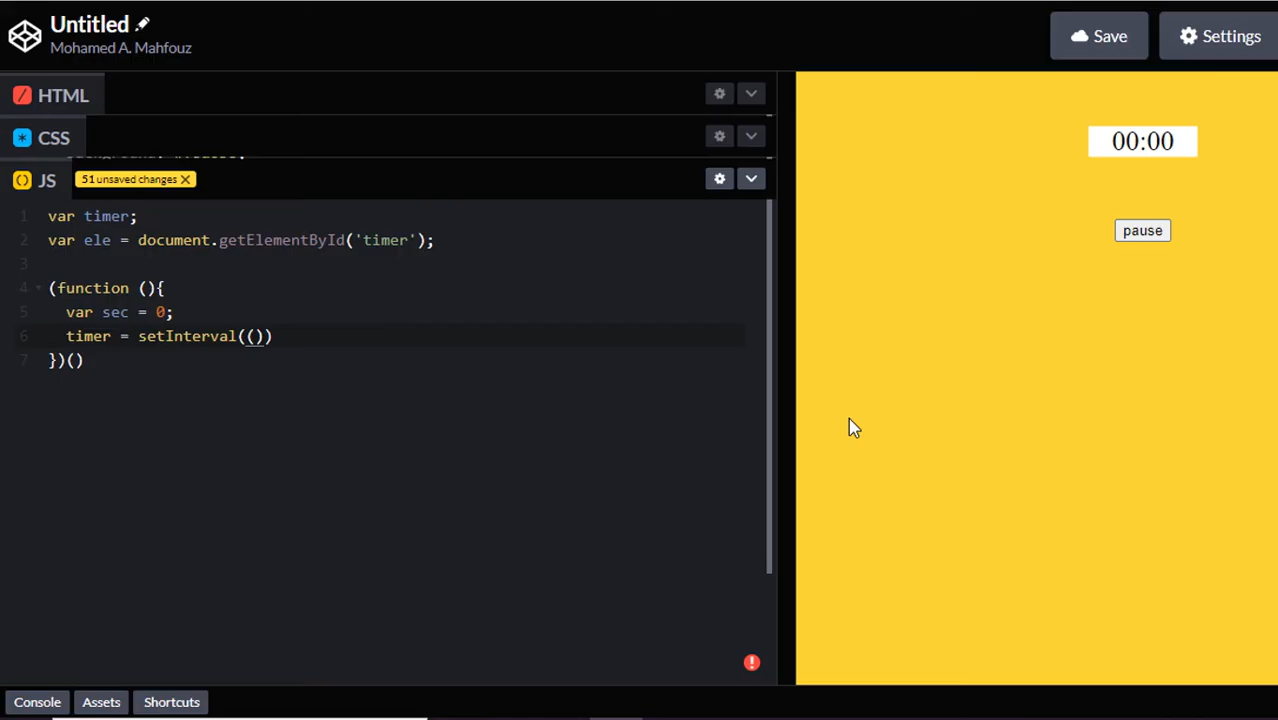 Untitled
Mohamed A. Mahfouz
Save
Settings
HTML
CSS
JS
51 unsaved changes X
00:00
pause
1 var timer;
2 var ele = document.getElementById('timer');
3
4 (function (){
5 var sec = 0;
6 timer = setInterval(())
7 })()
Console
Assets
Shortcuts